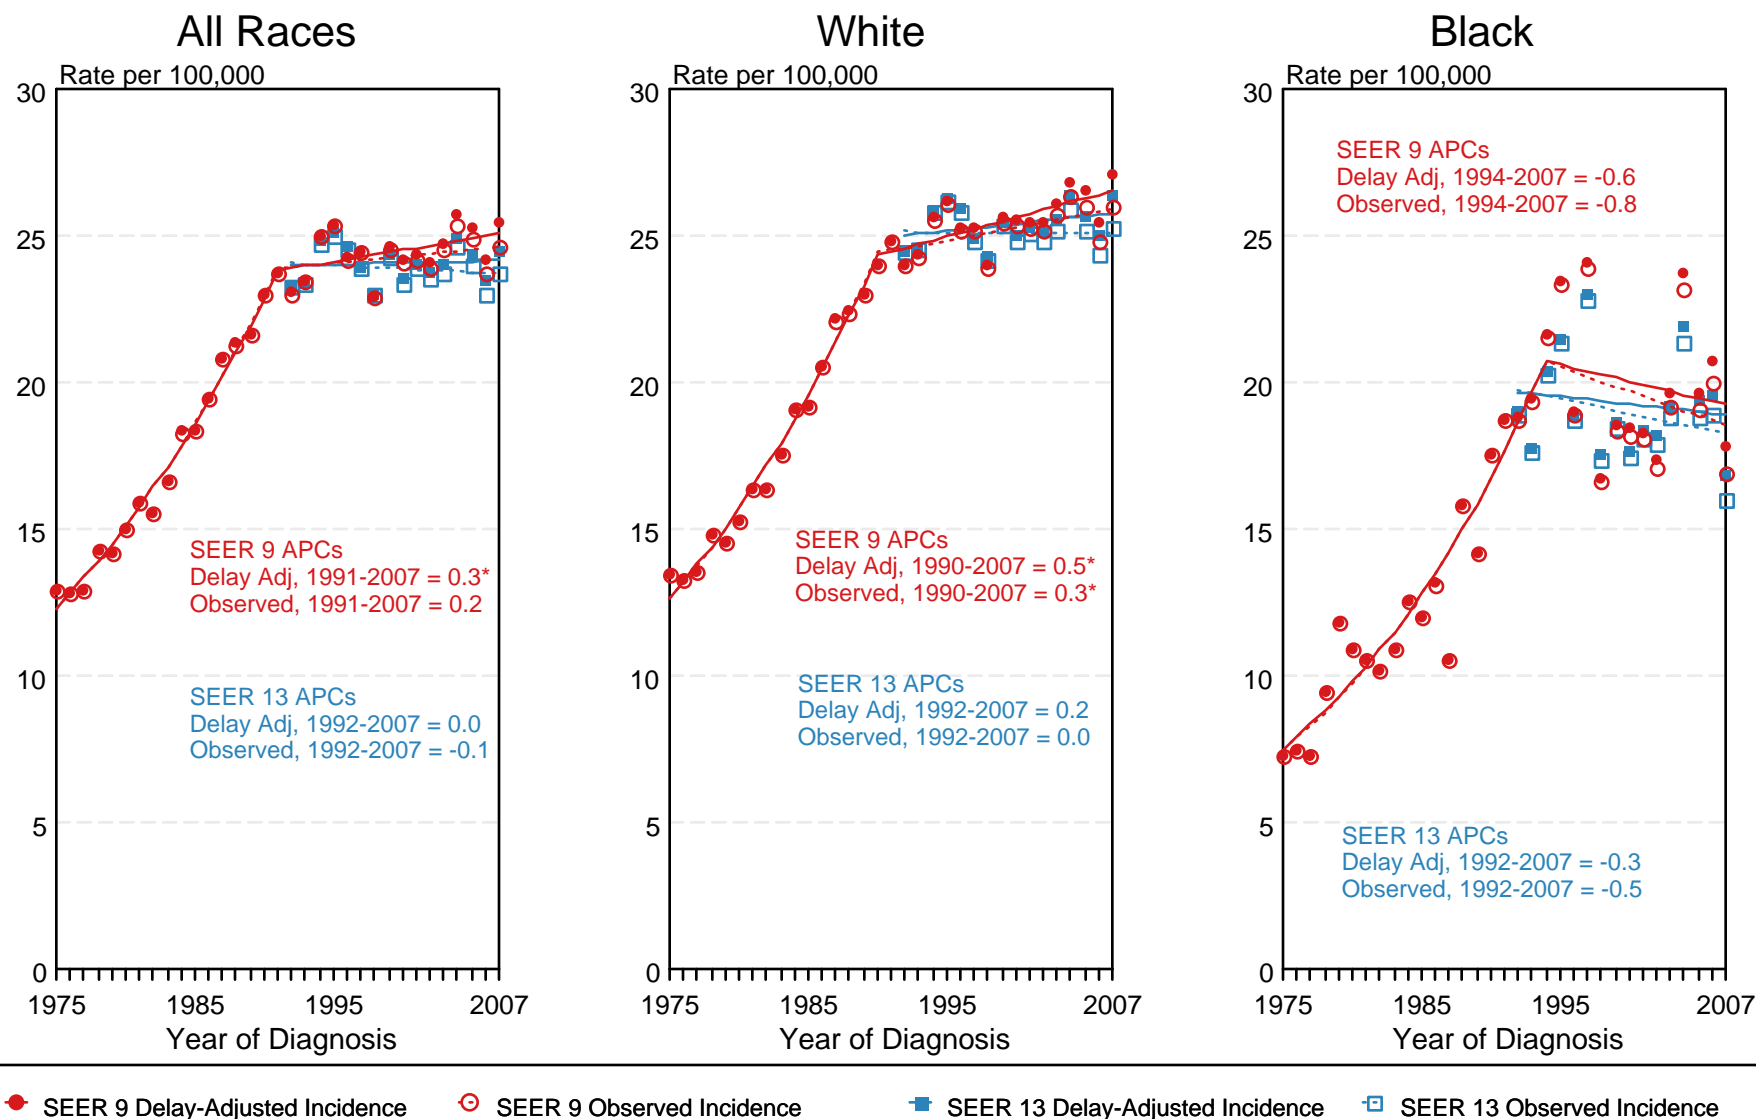 All Races
Rate per 100,000
30
25
20
15
10
5
0
SEER 9 APCs
Delay Adj, 1991-2007 = 0.3*
Observed, 1991-2007 = 0.2
SEER 13 APCs
Delay Adj, 1992-2007 = 0.0
Observed, 1992-2007 = -0.1
1975 1985 1995 2007
Year of Diagnosis
White
Rate per 100,000
30
25
20
15
10
5
0
SEER 9 APCs
Delay Adj, 1990-2007 = 0.5*
Observed, 1990-2007 = 0.3*
SEER 13 APCs
Delay Adj, 1992-2007 = 0.2
Observed, 1992-2007 = 0.0
1975 1985 1995 2007
Year of Diagnosis
Black
Rate per 100,000
30
25
20
15
10
5
0
SEER 9 APCs
Delay Adj, 1994-2007 = -0.6
Observed, 1994-2007 = -0.8
SEER 13 APCs
Delay Adj, 1992-2007 = -0.3
Observed, 1992-2007 = -0.5
1975 1985 1995 2007
Year of Diagnosis
SEER 9 Delay-Adjusted Incidence SEER 9 Observed Incidence SEER 13 Delay-Adjusted Incidence SEER 13 Observed Incidence